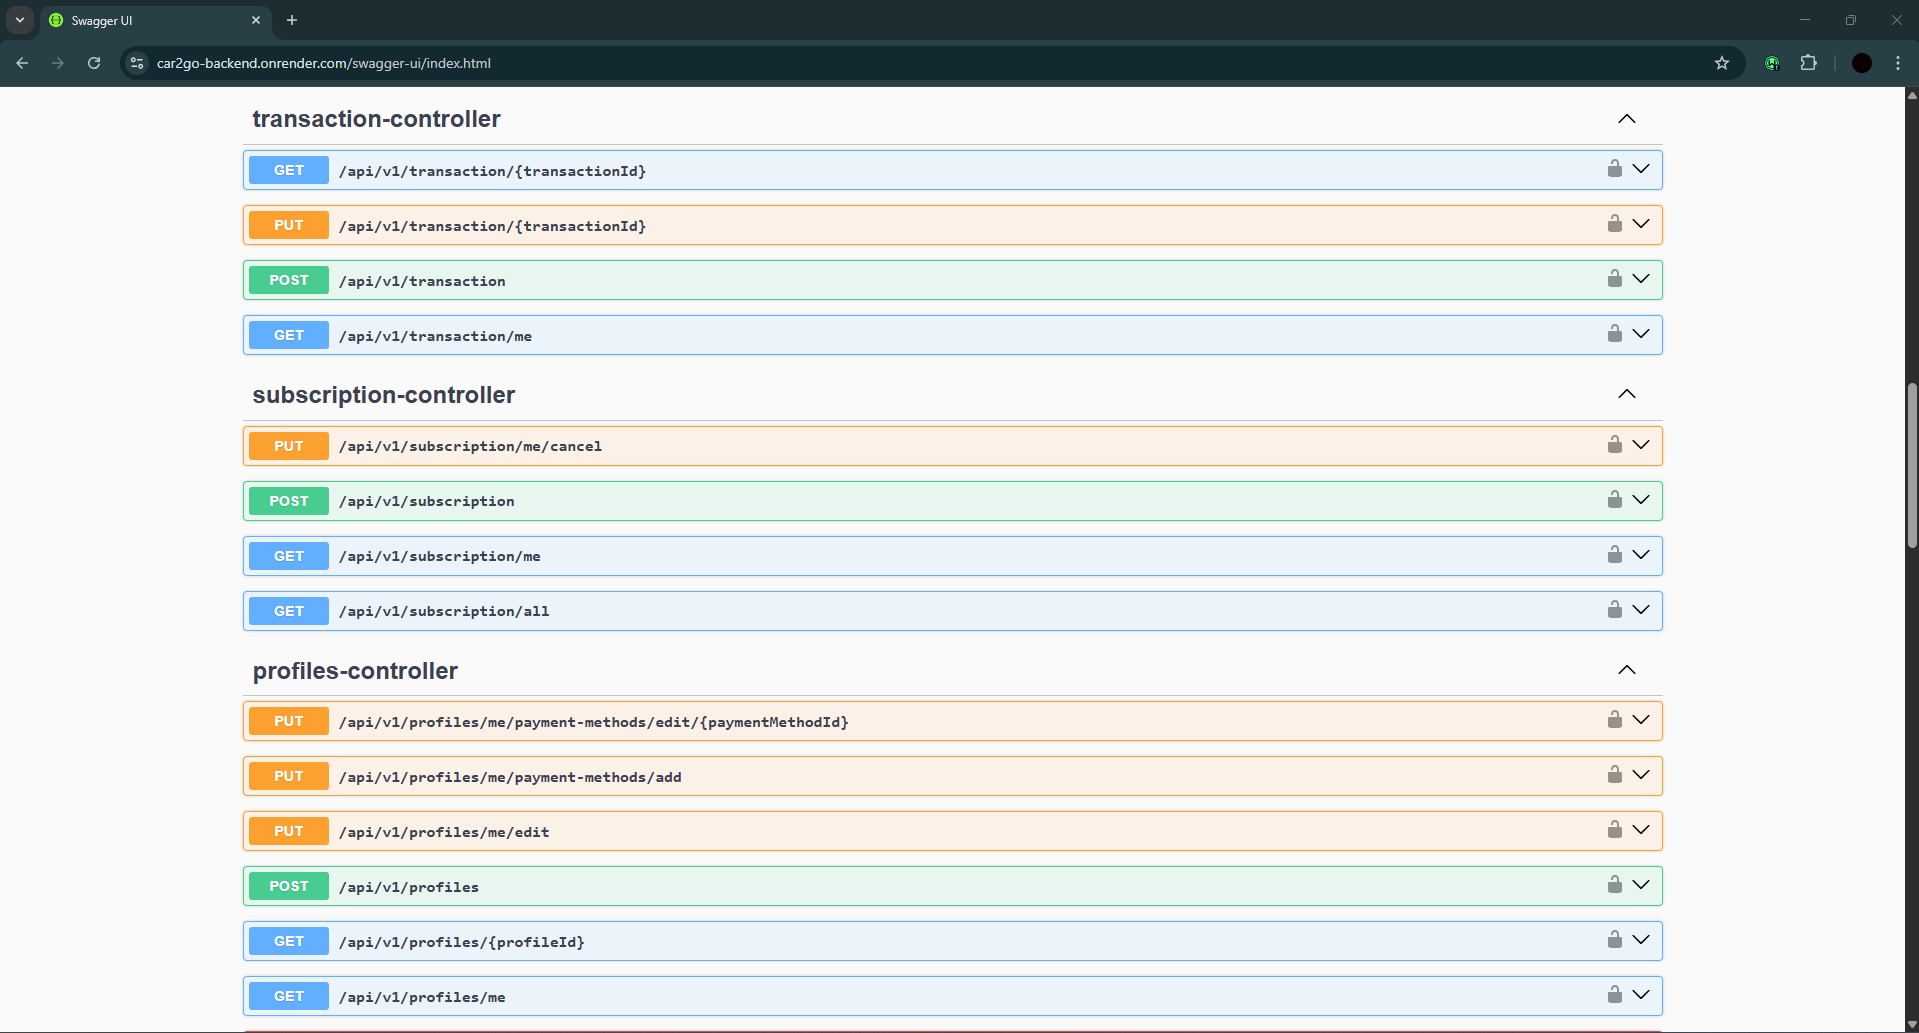 Swagger UI
car2go-backend.onrender.com/swagger-ui/index.html
transaction-controller
GET /api/v1/transaction/{transactionId}
PUT /api/v1/transaction/{transactionId}
POST /api/v1/transaction
GET /api/v1/transaction/me
subscription-controller
PUT /api/v1/subscription/me/cancel
POST /api/v1/subscription
GET /api/v1/subscription/me
GET /api/v1/subscription/all
profiles-controller
PUT /api/v1/profiles/me/payment-methods/edit/{paymentMethodId}
PUT /api/v1/profiles/me/payment-methods/add
PUT /api/v1/profiles/me/edit
POST /api/v1/profiles
GET /api/v1/profiles/{profileId}
GET /api/v1/profiles/me